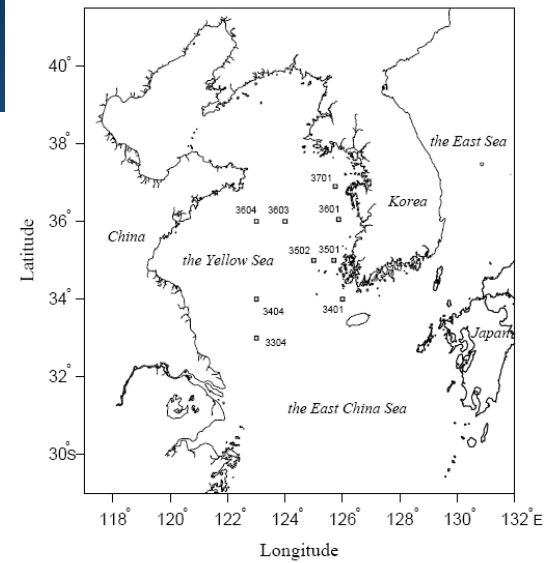 40°
38°
36°
34°
32°
30°s
Latitude
the East Sea
3701
3604 3603 3601
Korea
China
3502 3501
the Yellow Sea
3404 3401
3304
Japan
the East China Sea
118° 120° 122° 124° 126° 128° 130° 132° E
Longitude